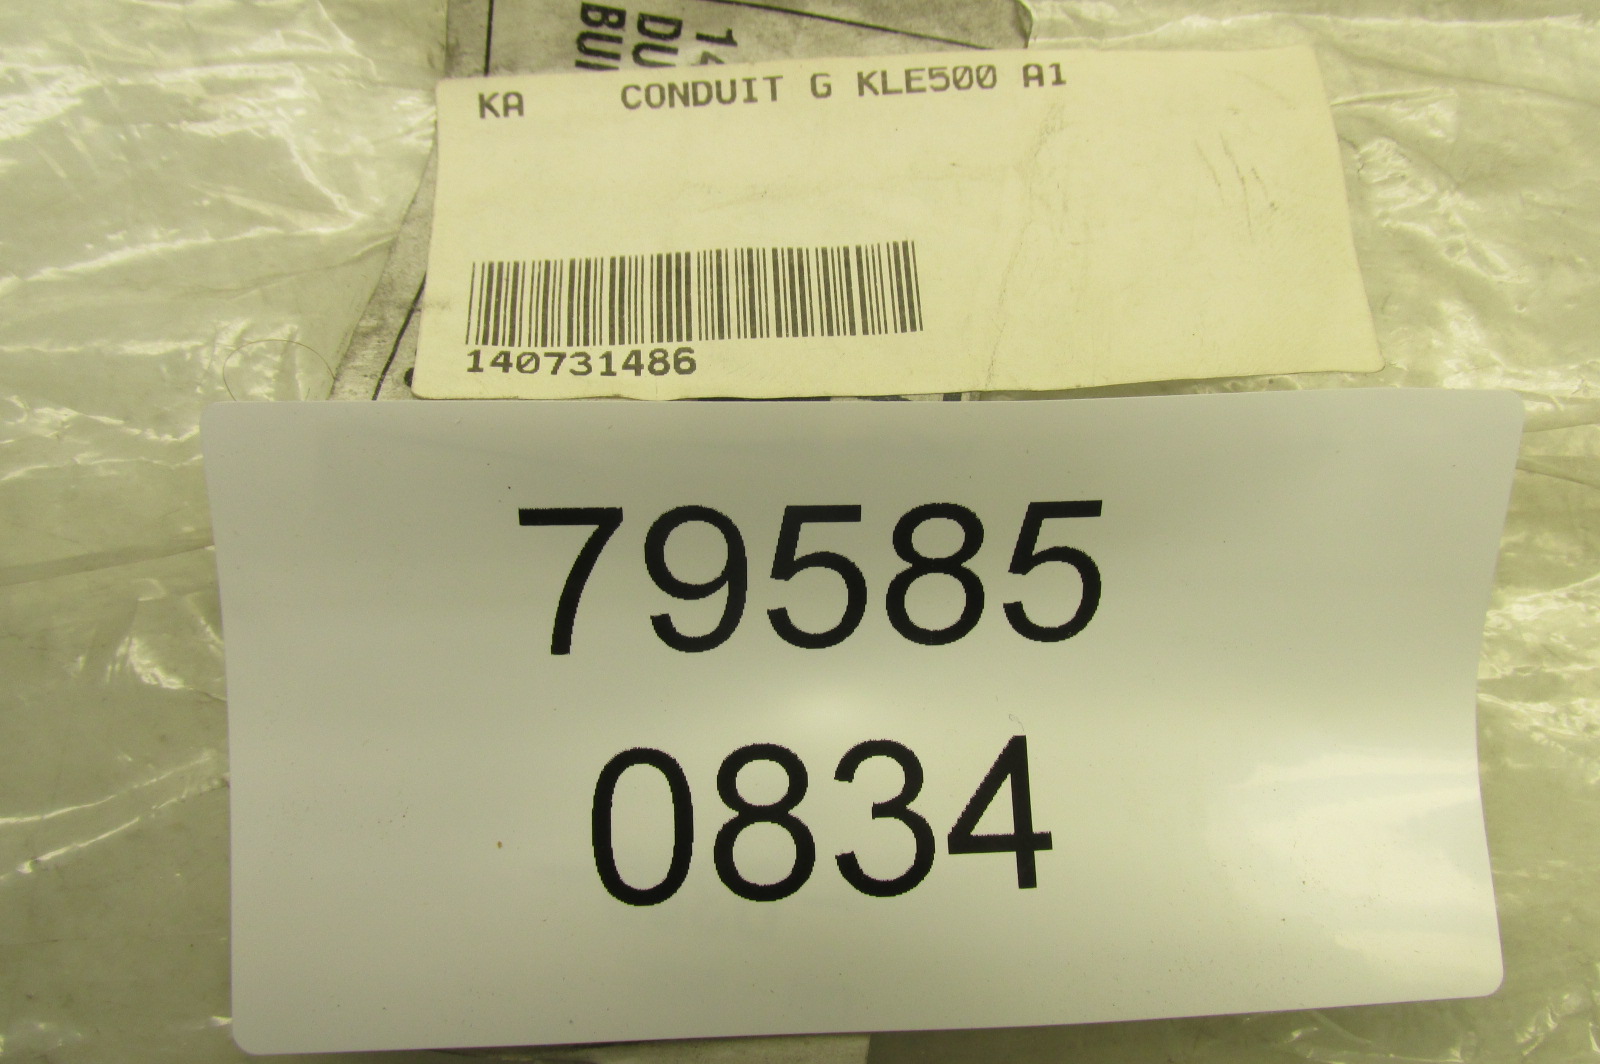 KA CONDUIT G KLE500 A1
140731486
79585
0834